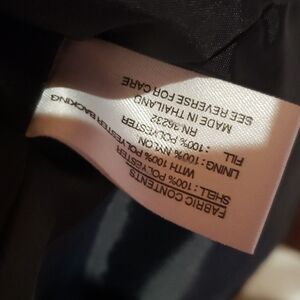 FABRIC CONTENTS
SHELL : 100% POLYESTER
WITH 100% POLYESTER BACKING
LINING : 100% NYLON
FILL : 100% POLYESTER
RN 36232
MADE IN THAILAND
SEE REVERSE FOR CARE